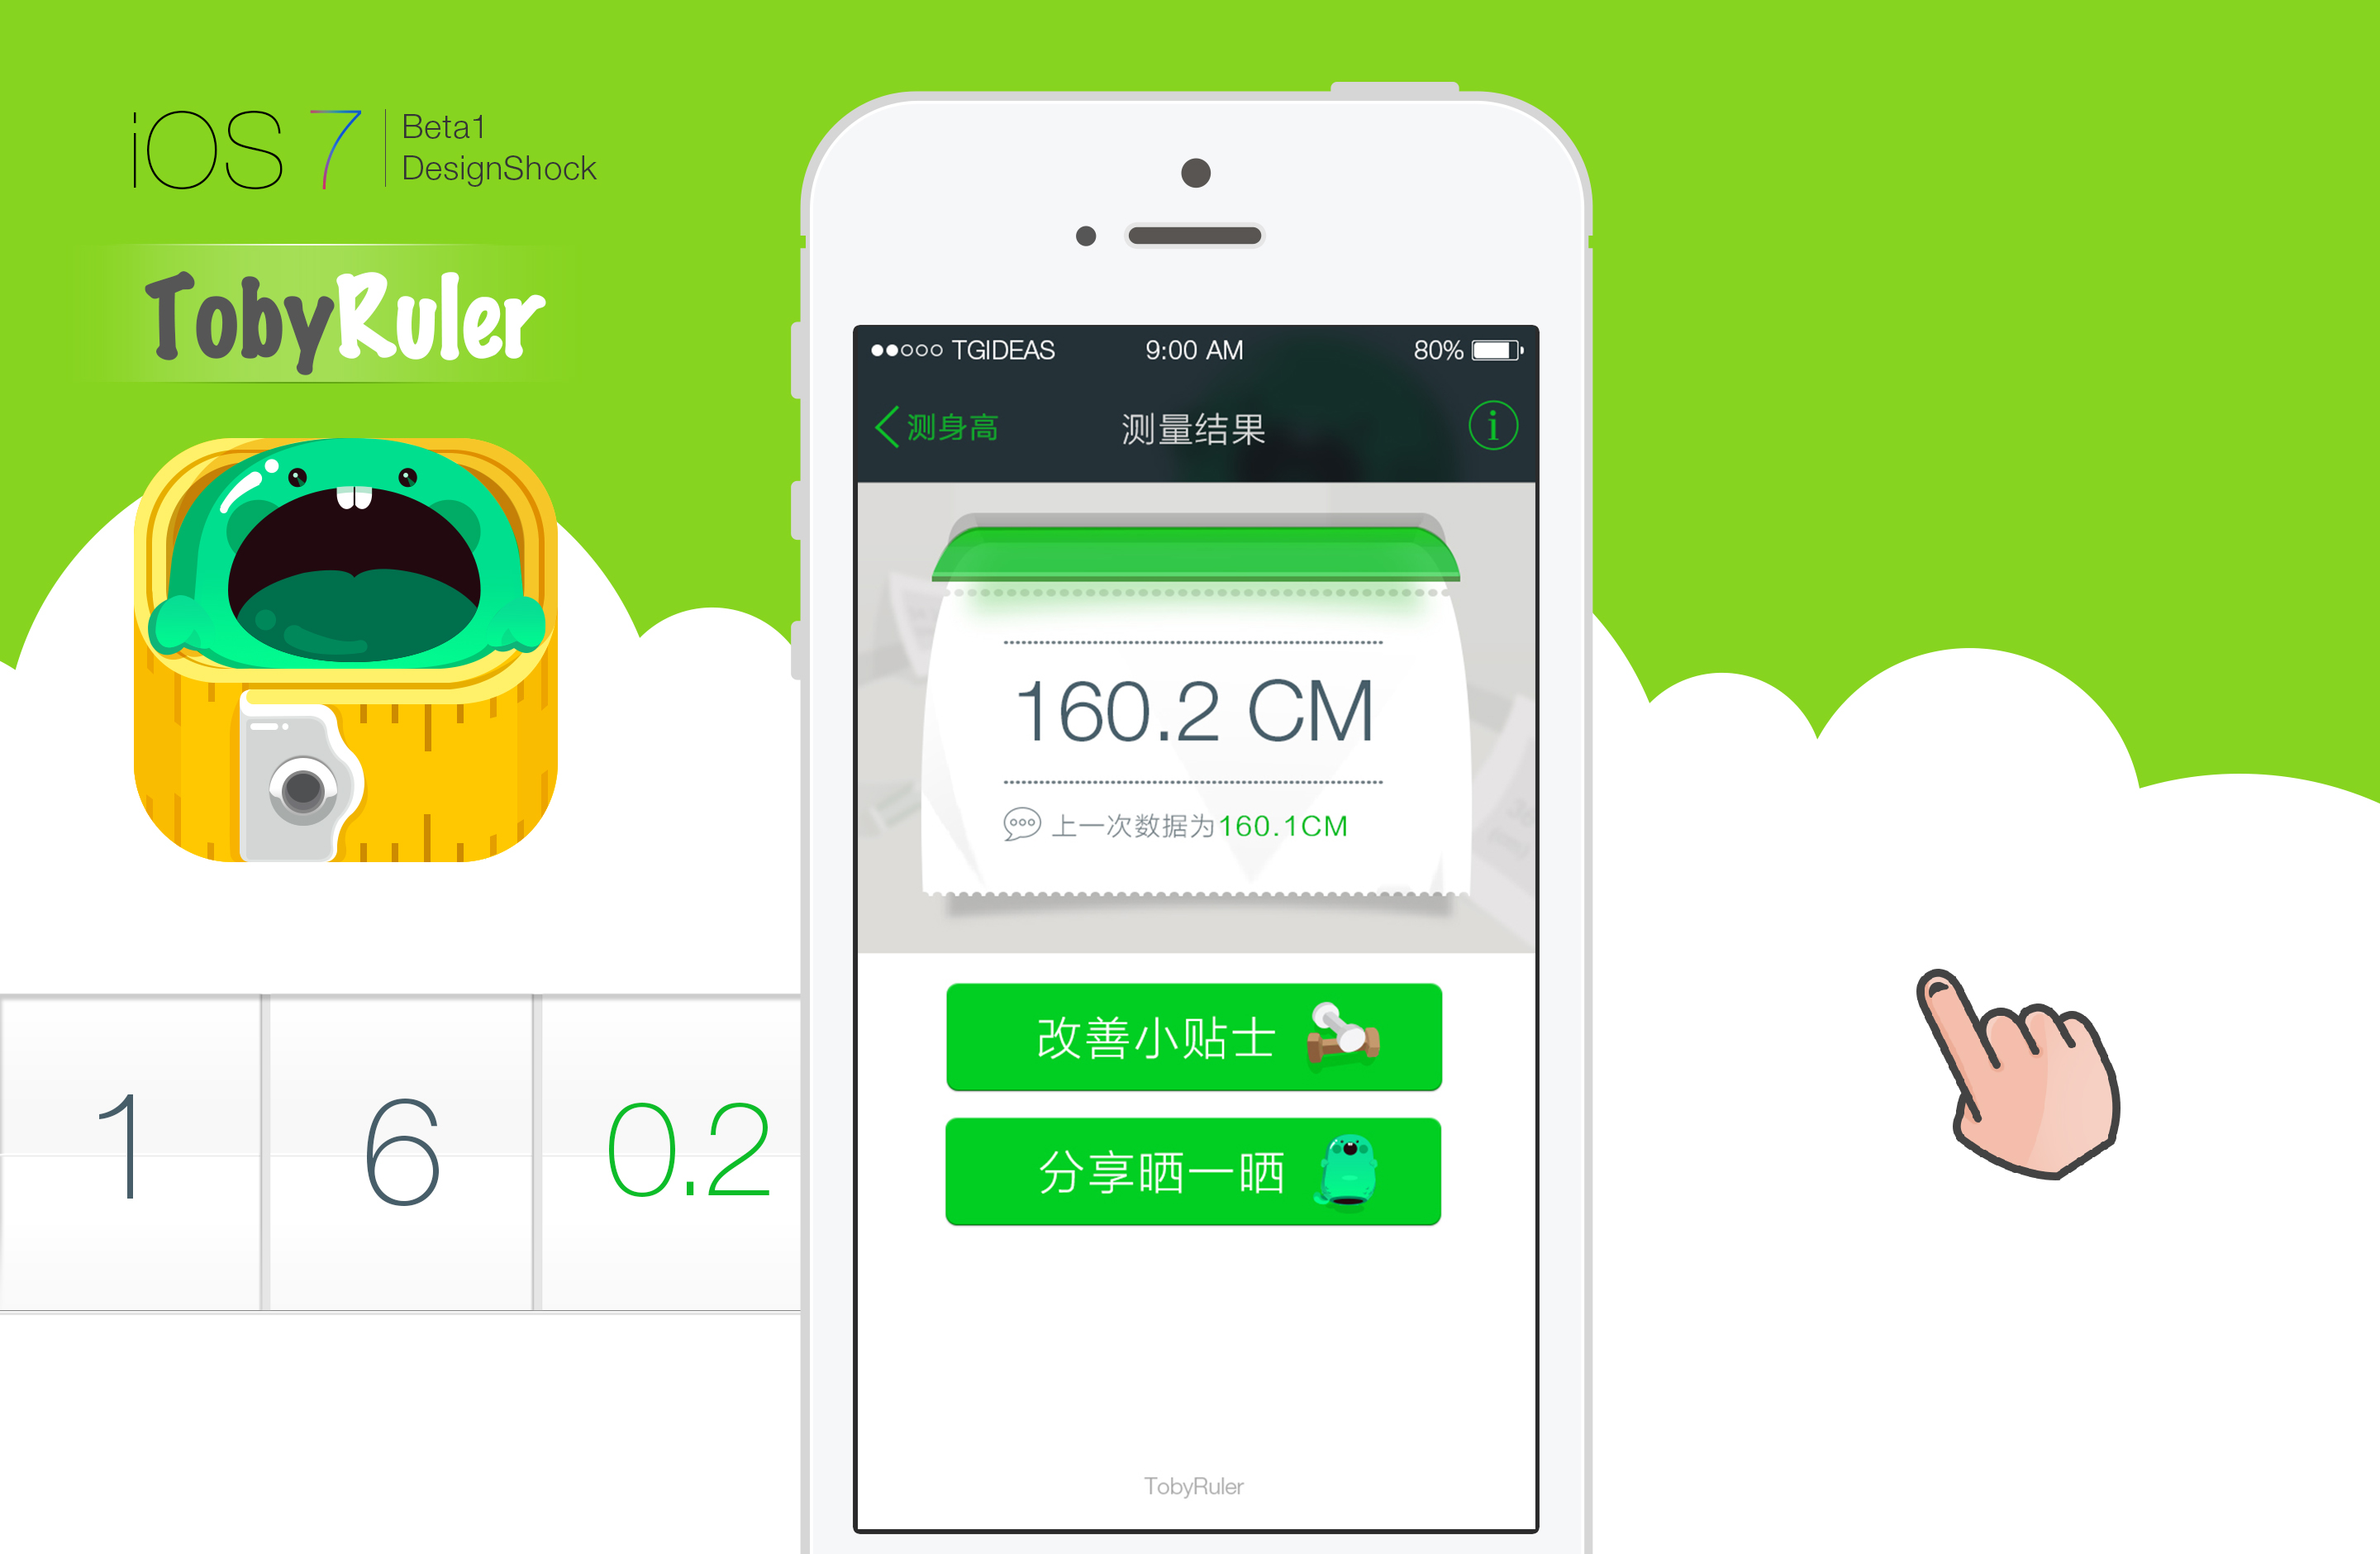 iOS 7
Beta1
DesignShock
TobyRuler
TGIDEAS 9:00 AM 80%
测身高 测量结果 i
160.2 CM
上一次数据为160.1CM
改善小贴士
分享晒一晒
1 6 0.2
TobyRuler